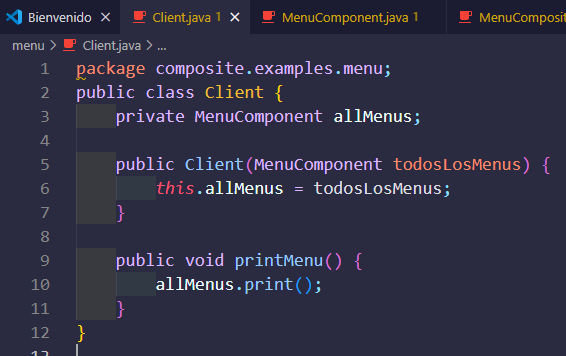 Bienvenido Client.java 1 MenuComponent.java 1 MenuComposit
menu > Client.java > ...
1 package composite.examples.menu;
2 public class Client {
3 private MenuComponent allMenus;
4
5 public Client(MenuComponent todosLosMenus) {
6 this.allMenus = todosLosMenus;
7 }
8
9 public void printMenu() {
10 allMenus.print();
11 }
12 }
13